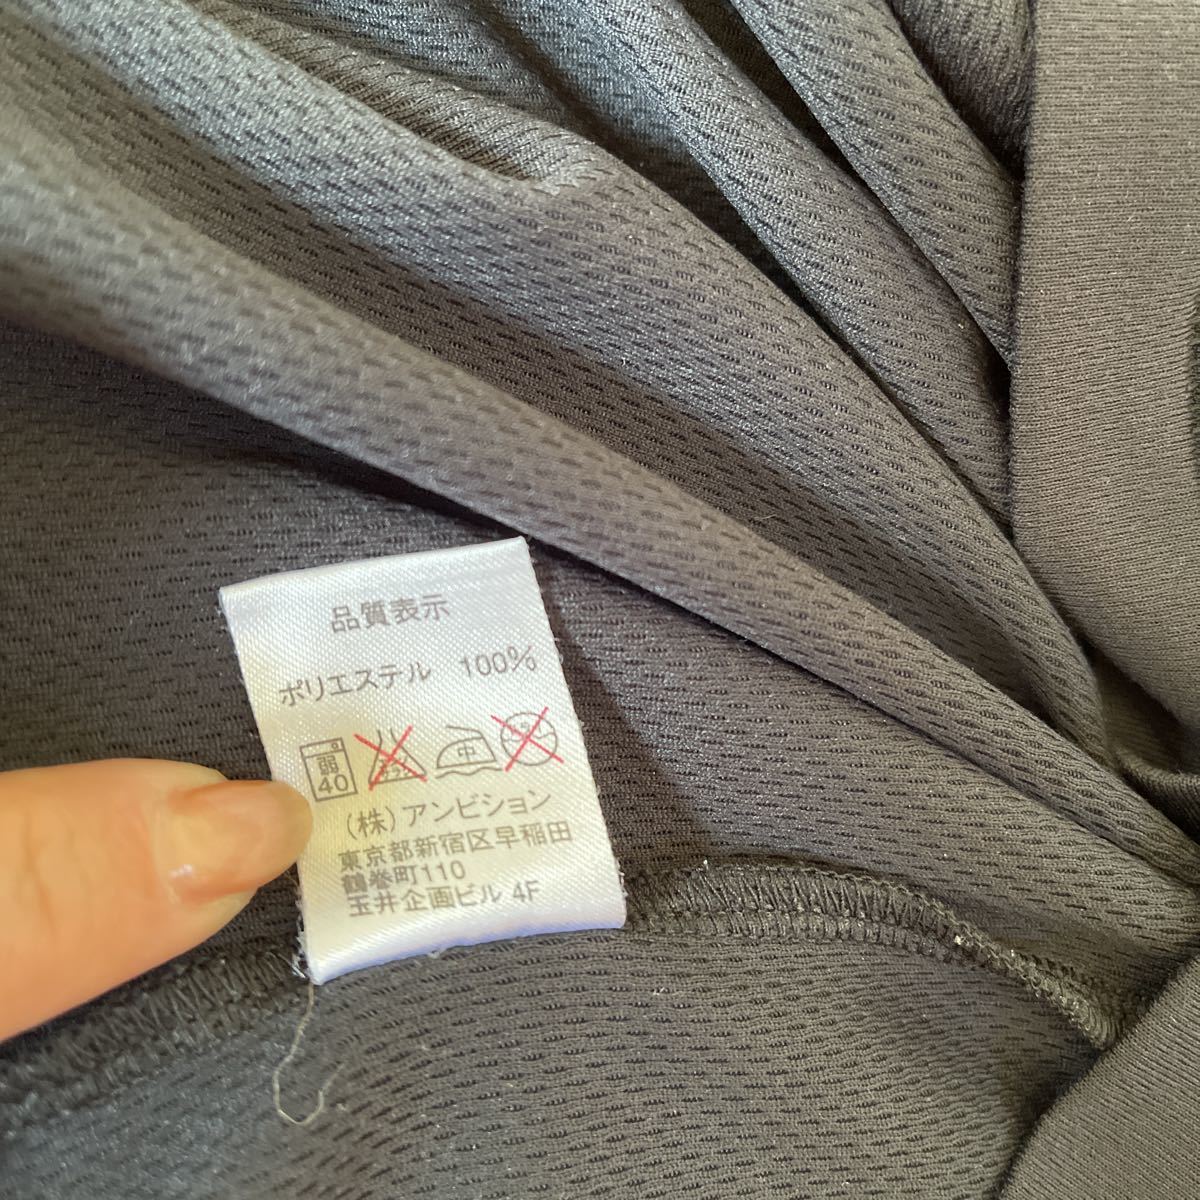 品質表示
ポリエステル 100%
弱 40 中
(株)アンビション
東京都新宿区早稲田
鶴巻町110
玉井企画ビル 4F